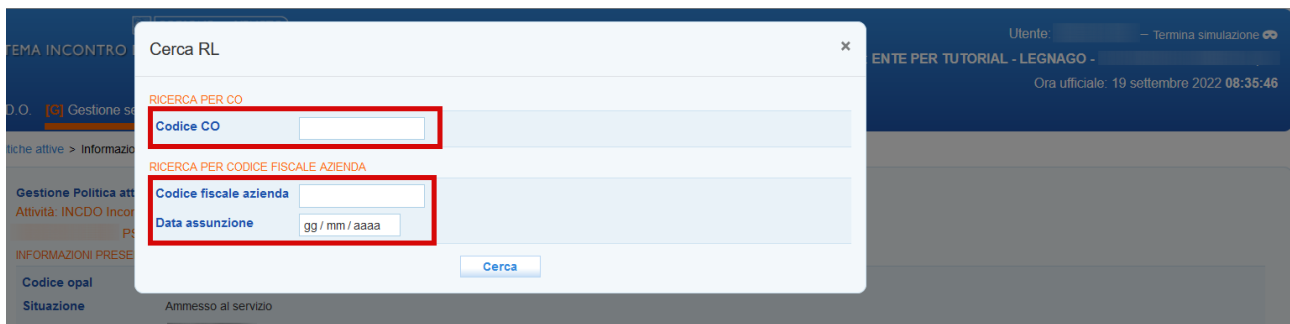 Utente: – Termina simulazione
TEMA INCONTRO
ENTE PER TUTORIAL - LEGNAGO -
Ora ufficiale: 19 settembre 2022 08:35:46
D.O. [G] Gestione se
tiche attive > Informazio
Cerca RL ×
RICERCA PER CO
Codice CO
RICERCA PER CODICE FISCALE AZIENDA
Codice fiscale azienda
Data assunzione gg / mm / aaaa
Cerca
Gestione Politica att
Attività: INCDO Incor
INFORMAZIONI PRESE
Codice opal
Situazione Ammesso al servizio